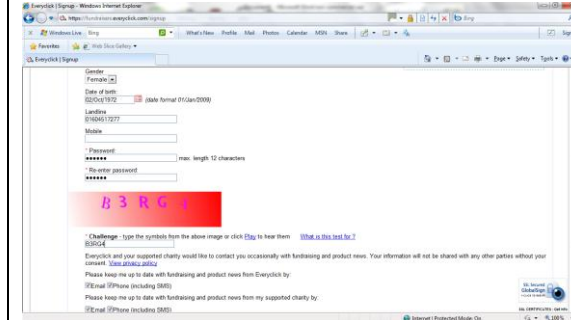 Everyclick | Signup - Windows Internet Explorer
https://fundraisers.everyclick.com/signup
Bing
Windows Live Bing What's New Profile Mail Photos Calendar MSN Share
Favorites Web Slice Gallery
Everyclick | Signup Page Safety Tools
Gender
Female
Date of birth
02/Oct/1972 (date format 01/Jan/2009)
Landline
01604517277
Mobile
* Password
max. length 12 characters
* Re-enter password
B 3 R G 4
* Challenge - type the symbols from the above image or click Play to hear them What is this test for ?
B3RG4
Everyclick and your supported charity would like to contact you occasionally with fundraising and product news. Your information will not be shared with any other parties without your
consent. View privacy policy
Please keep me up to date with fundraising and product news from Everyclick by:
Email Phone (including SMS)
Please keep me up to date with fundraising and product news from my supported charity by:
Email Phone (including SMS)
GlobalSign
Internet | Protected Mode: On 100%